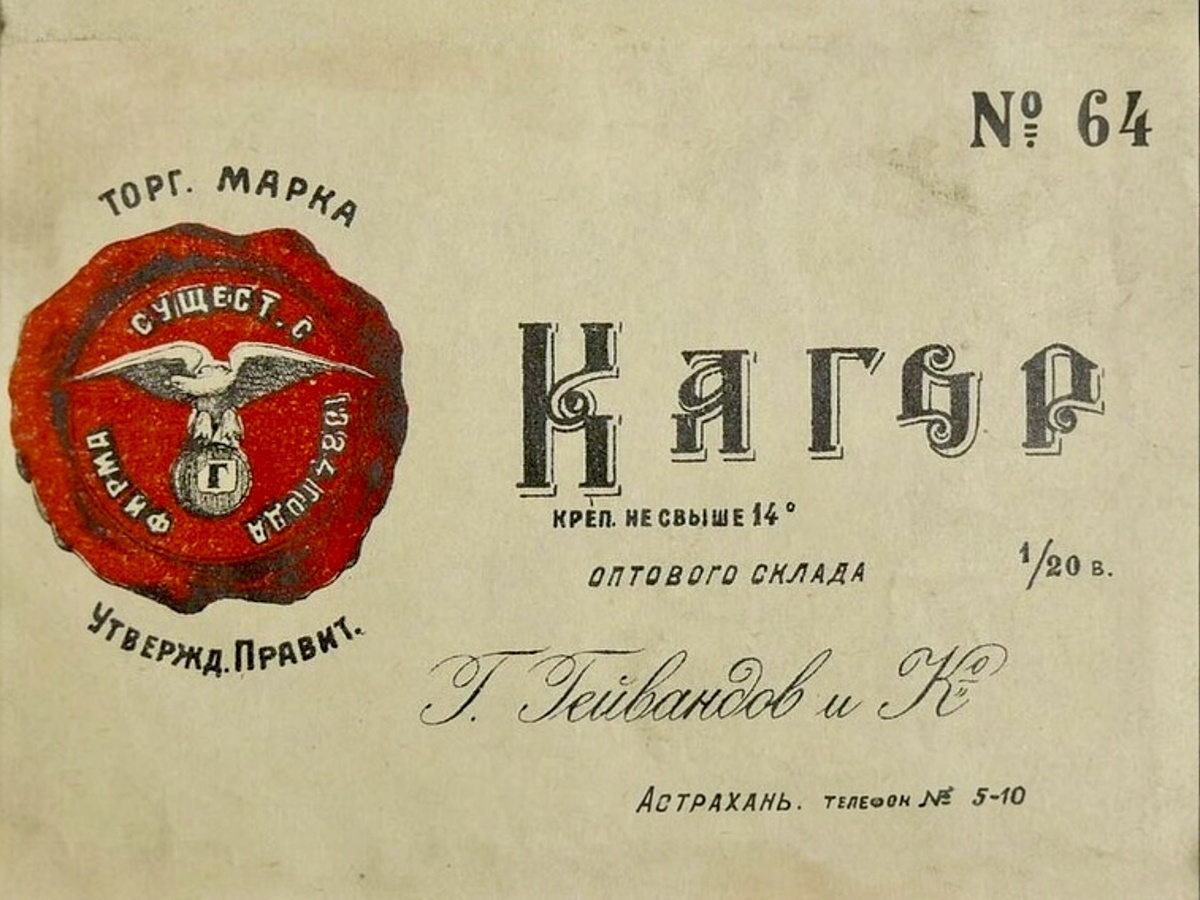 № 64
ТОРГ. МАРКА
ФИРМА СУЩЕСТ. С 1824 ГОДА
Г
УТВЕРЖД. ПРАВИТ.
Кагор
КРЕП. НЕ СВЫШЕ 14°
ОПТОВОГО СКЛАДА
1/20 В.
Г. Гейвандов и Ко
АСТРАХАНЬ. ТЕЛЕФОН № 5-10